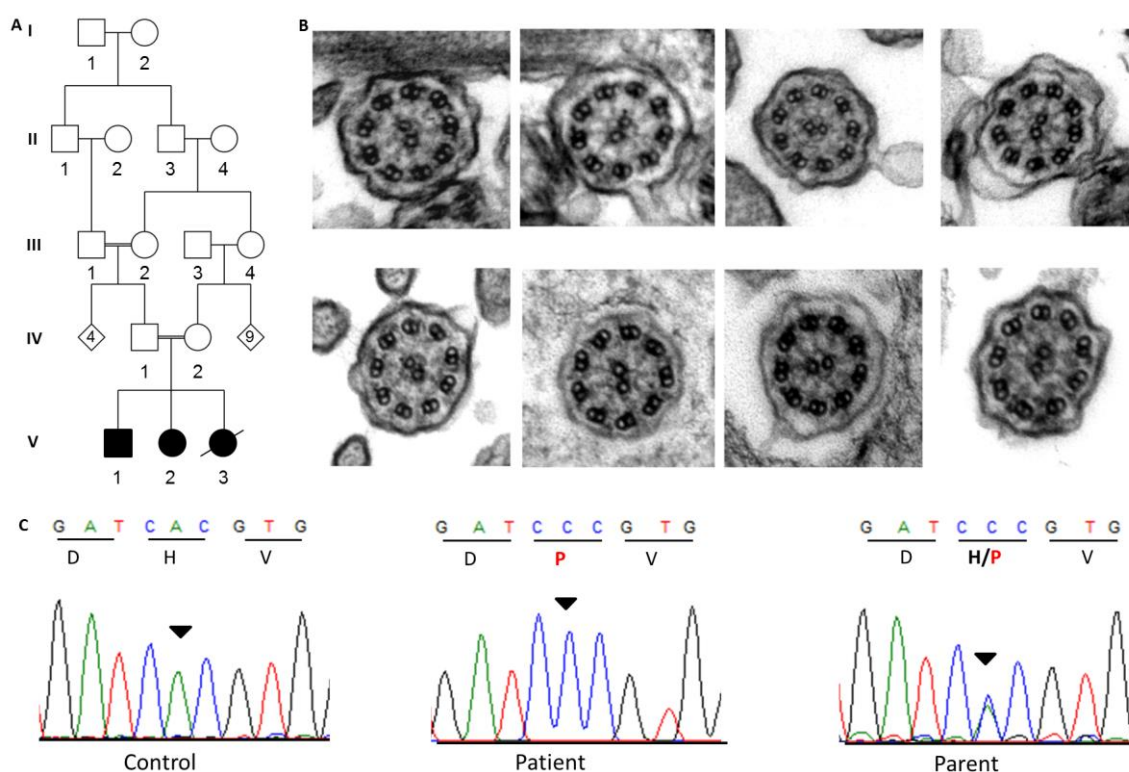 A
I
1 2
II
1 2 3 4
III
1 2 3 4
4 9
IV
1 2
V
1 2 3
B
C
G A T C A C G T G
D H V
Control
G A T C C C G T G
D P V
Patient
G A T C C C G T G
D H/P V
Parent